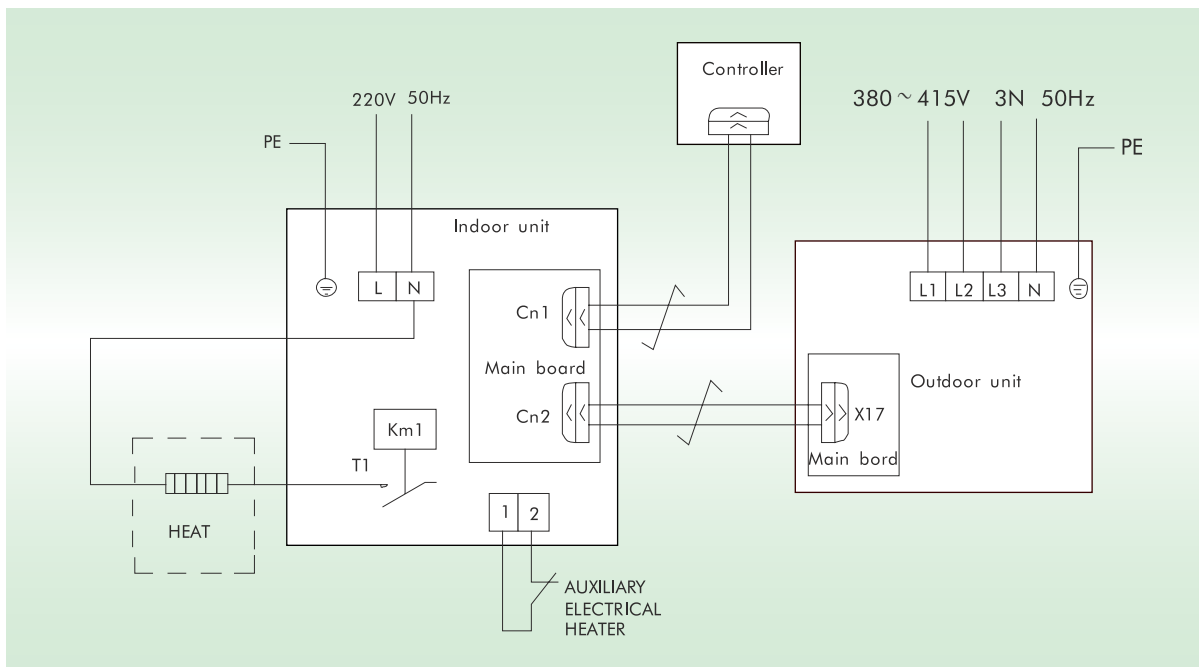 Controller
220V 50Hz
380 ~ 415V 3N 50Hz
PE
PE
Indoor unit
L N
L1 L2 L3 N
Cn1
Main board
Outdoor unit
Cn2
X17
Km1
Main bord
T1
1 2
HEAT
AUXILIARY
ELECTRICAL
HEATER